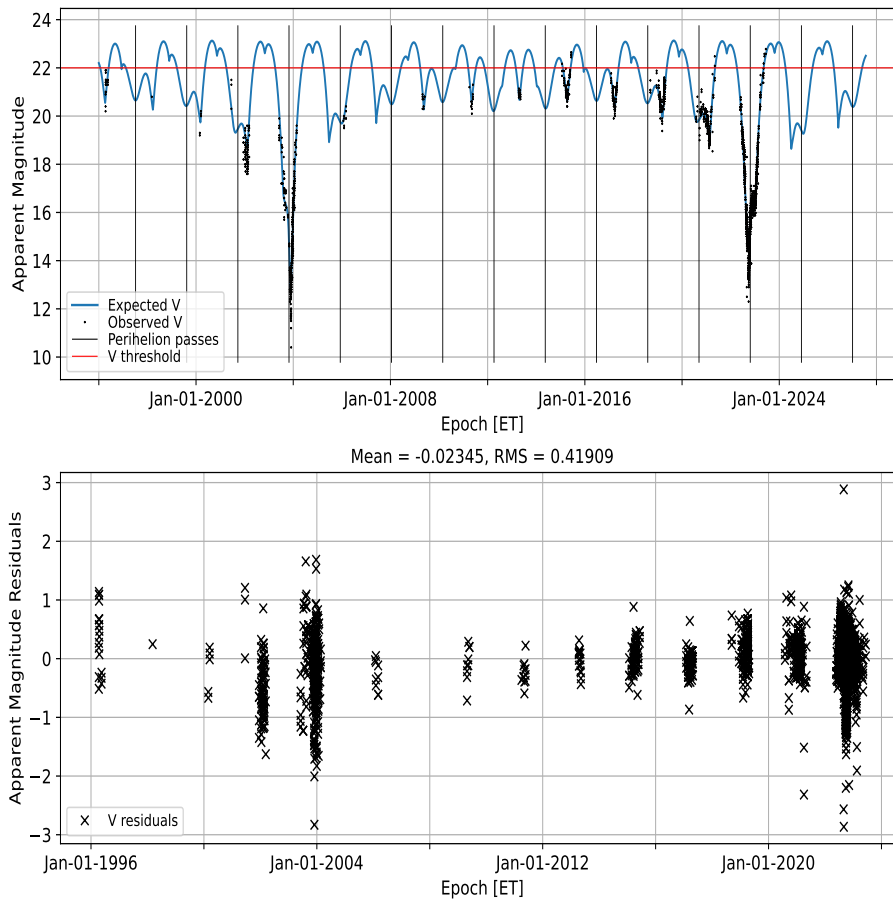 24
22
20
18
16
14
12
10
Apparent Magnitude
Expected V
Observed V
Perihelion passes
V threshold
Jan-01-2000
Jan-01-2008
Jan-01-2016
Jan-01-2024
Epoch [ET]
Mean = -0.02345, RMS = 0.41909
3
2
1
0
−1
−2
−3
Apparent Magnitude Residuals
V residuals
Jan-01-1996
Jan-01-2004
Jan-01-2012
Jan-01-2020
Epoch [ET]